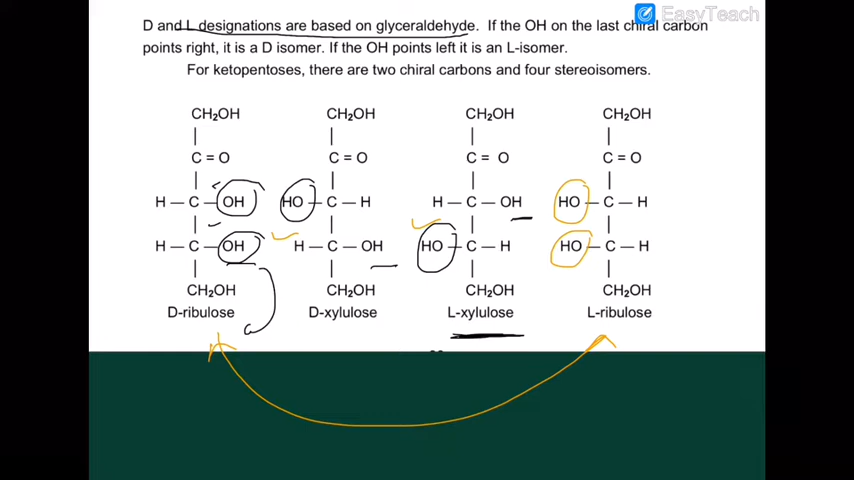 EasyTeach
D and L designations are based on glyceraldehyde. If the OH on the last chiral carbon
points right, it is a D isomer. If the OH points left it is an L-isomer.
For ketopentoses, there are two chiral carbons and four stereoisomers.
CH₂OH CH₂OH CH₂OH CH₂OH
C = O C = O C = O C = O
H — C — OH HO — C — H H — C — OH HO — C — H
H — C — OH H — C — OH HO — C — H HO — C — H
CH₂OH CH₂OH CH₂OH CH₂OH
D-ribulose D-xylulose L-xylulose L-ribulose